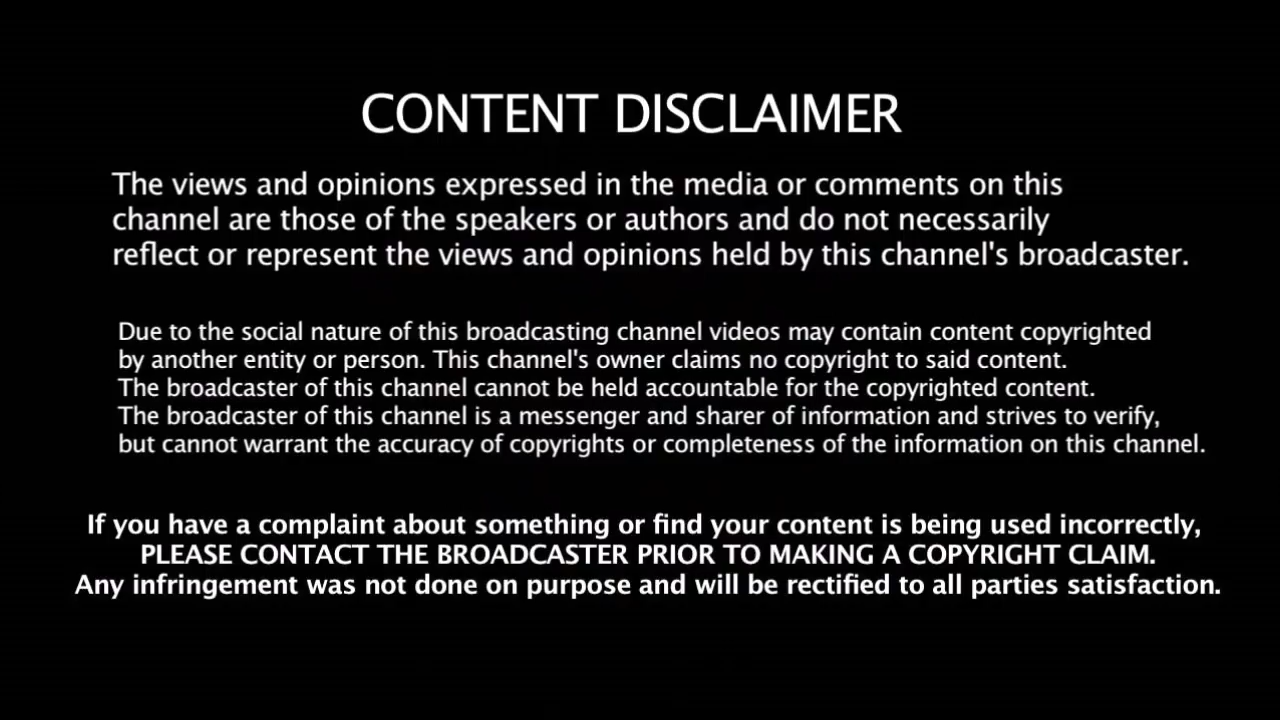 CONTENT DISCLAIMER
The views and opinions expressed in the media or comments on this
channel are those of the speakers or authors and do not necessarily
reflect or represent the views and opinions held by this channel's broadcaster.
Due to the social nature of this broadcasting channel videos may contain content copyrighted
by another entity or person. This channel's owner claims no copyright to said content.
The broadcaster of this channel cannot be held accountable for the copyrighted content.
The broadcaster of this channel is a messenger and sharer of information and strives to verify,
but cannot warrant the accuracy of copyrights or completeness of the information on this channel.
If you have a complaint about something or find your content is being used incorrectly,
PLEASE CONTACT THE BROADCASTER PRIOR TO MAKING A COPYRIGHT CLAIM.
Any infringement was not done on purpose and will be rectified to all parties satisfaction.